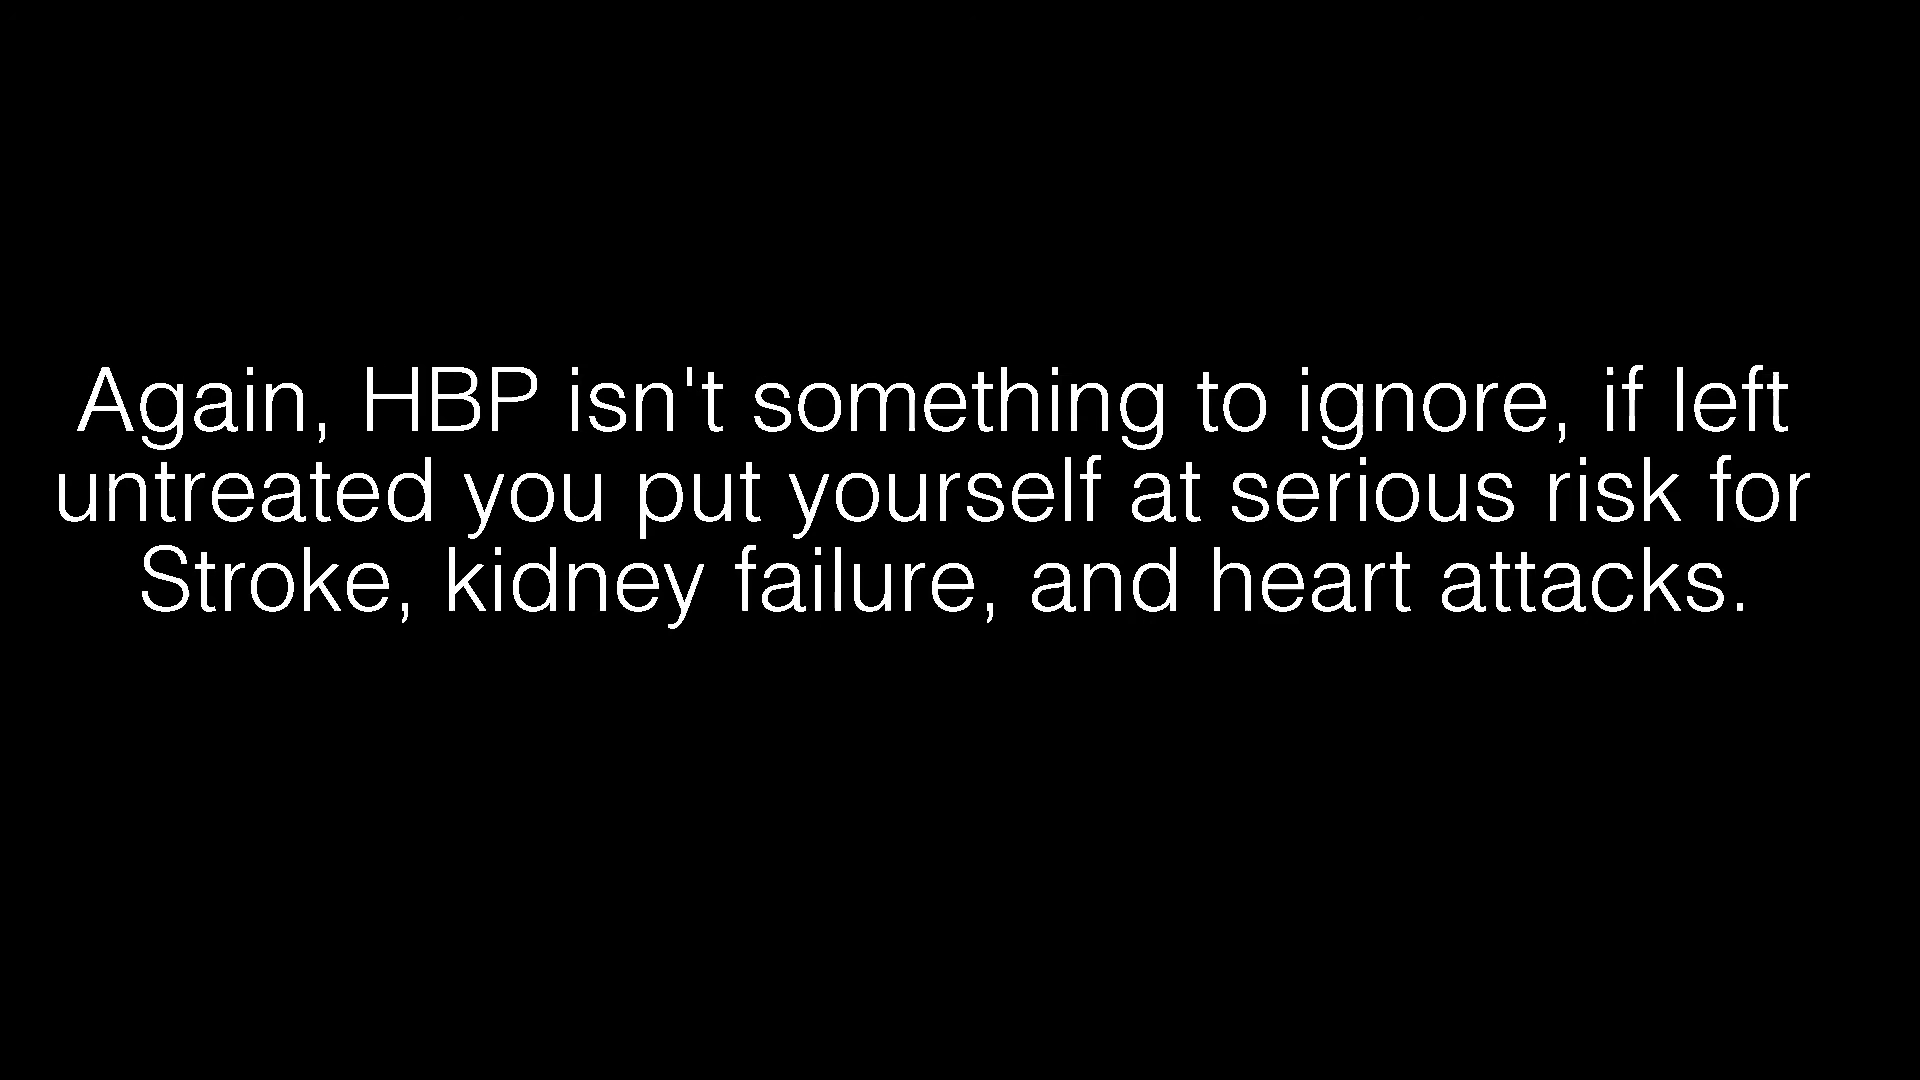 Again, HBP isn't something to ignore, if left
untreated you put yourself at serious risk for
Stroke, kidney failure, and heart attacks.